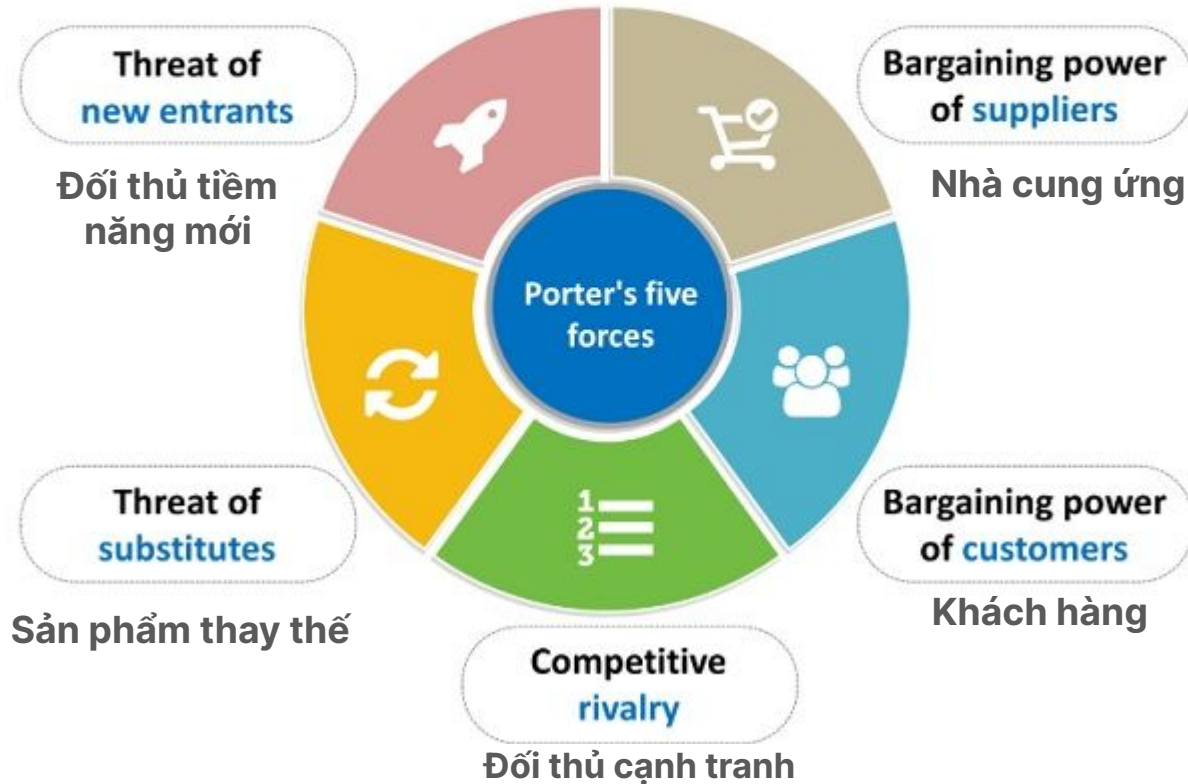 Threat of
new entrants
Đối thủ tiềm
năng mới
Bargaining power
of suppliers
Nhà cung ứng
Porter's five
forces
Threat of
substitutes
Sản phẩm thay thế
1
2
3
Bargaining power
of customers
Khách hàng
Competitive
rivalry
Đối thủ cạnh tranh